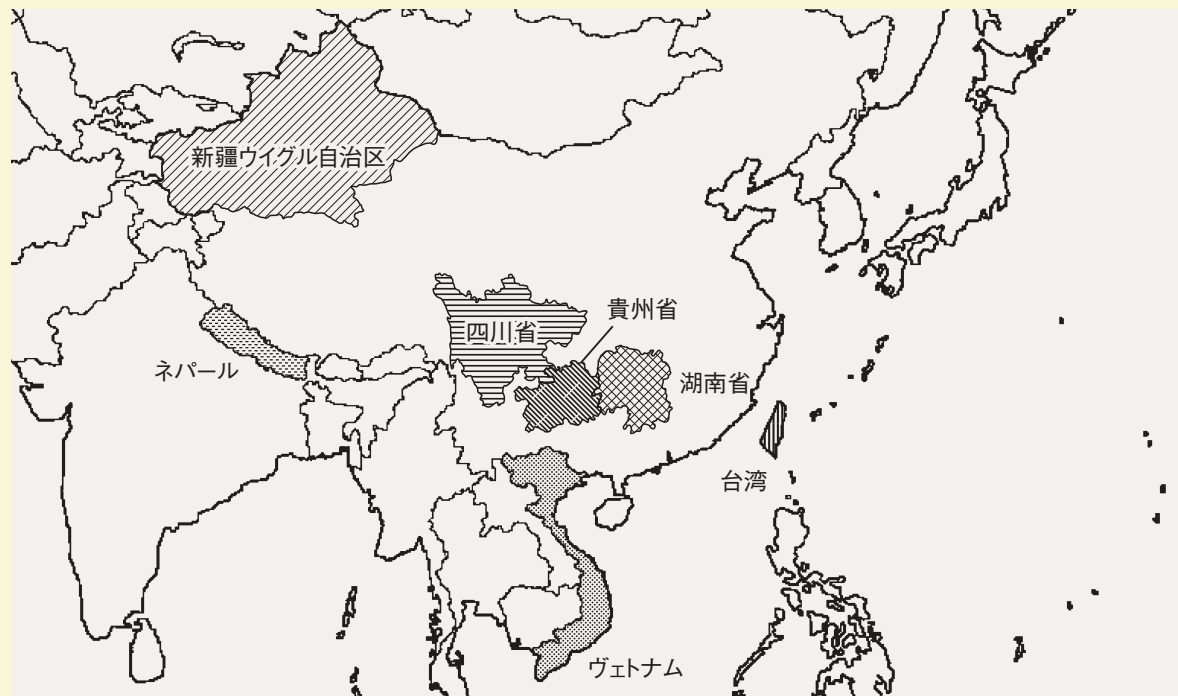 新疆ウイグル自治区
貴州省
四川省
ネパール
湖南省
台湾
ヴェトナム